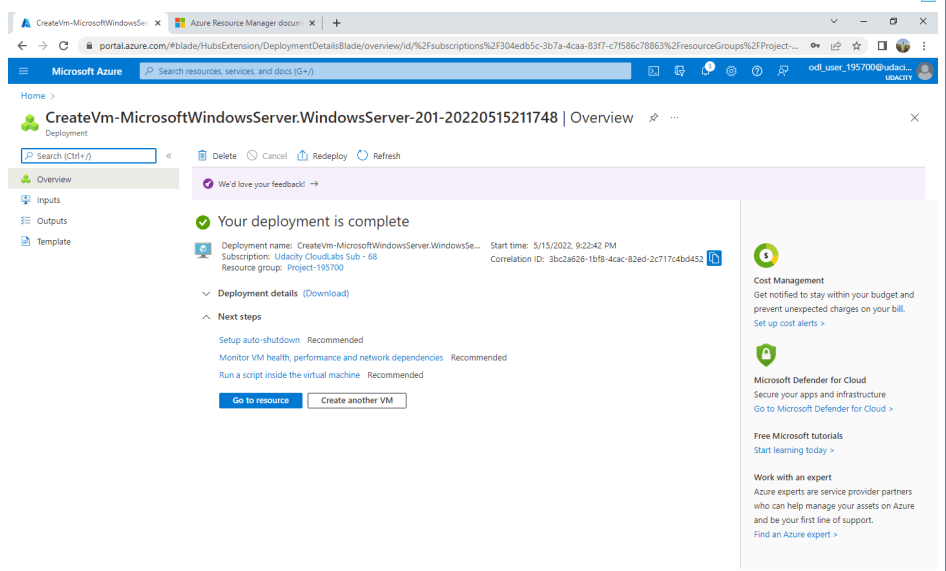 CreateVm-MicrosoftWindowsSer
Azure Resource Manager docum
portal.azure.com/#blade/HubsExtension/DeploymentDetailsBlade/overview/id/%2Fsubscriptions%2F304edb5c-3b7a-4caa-83f7-c7f586c78863%2FresourceGroups%2FProject-...
Microsoft Azure
Search resources, services, and docs (G+/)
3
odl_user_195700@udaci...
UDACITY
Home >
CreateVm-MicrosoftWindowsServer.WindowsServer-201-20220515211748 | Overview
Deployment
Search (Ctrl+/)
Delete
Cancel
Redeploy
Refresh
Overview
Inputs
Outputs
Template
We'd love your feedback! →
Your deployment is complete
Deployment name: CreateVm-MicrosoftWindowsServer.WindowsSe...
Subscription: Udacity CloudLabs Sub - 68
Resource group: Project-195700
Start time: 5/15/2022, 9:22:42 PM
Correlation ID: 3bc2a626-1bf8-4cac-82ed-2c717c4bd452
Deployment details (Download)
Next steps
Setup auto-shutdown Recommended
Monitor VM health, performance and network dependencies Recommended
Run a script inside the virtual machine Recommended
Go to resource
Create another VM
Cost Management
Get notified to stay within your budget and
prevent unexpected charges on your bill.
Set up cost alerts >
Microsoft Defender for Cloud
Secure your apps and infrastructure
Go to Microsoft Defender for Cloud >
Free Microsoft tutorials
Start learning today >
Work with an expert
Azure experts are service provider partners
who can help manage your assets on Azure
and be your first line of support.
Find an Azure expert >